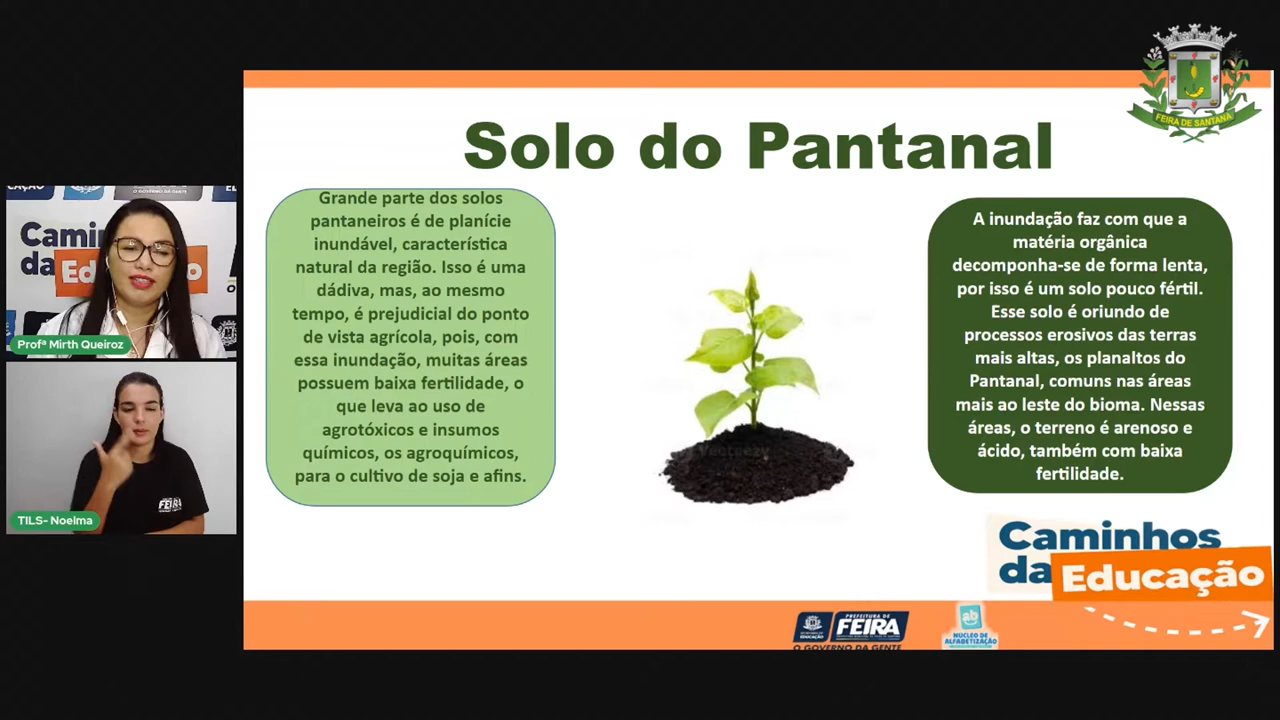 FEIRA DE SANTANA
Solo do Pantanal
Grande parte dos solos
pantaneiros é de planície
inundável, característica
natural da região. Isso é uma
dádiva, mas, ao mesmo
tempo, é prejudicial do ponto
de vista agrícola, pois, com
essa inundação, muitas áreas
possuem baixa fertilidade, o
que leva ao uso de
agrotóxicos e insumos
químicos, os agroquímicos,
para o cultivo de soja e afins.
A inundação faz com que a
matéria orgânica
decomponha-se de forma lenta,
por isso é um solo pouco fértil.
Esse solo é oriundo de
processos erosivos das terras
mais altas, os planaltos do
Pantanal, comuns nas áreas
mais ao leste do bioma. Nessas
áreas, o terreno é arenoso e
ácido, também com baixa
fertilidade.
O GOVERNO DA GENTE
Profª Mirth Queiroz
FEIRA
TILS- Noelma
Caminhos
da Educação
PREFEITURA DE
FEIRA
O GOVERNO DA GENTE
ab
NÚCLEO DE
ALFABETIZAÇÃO